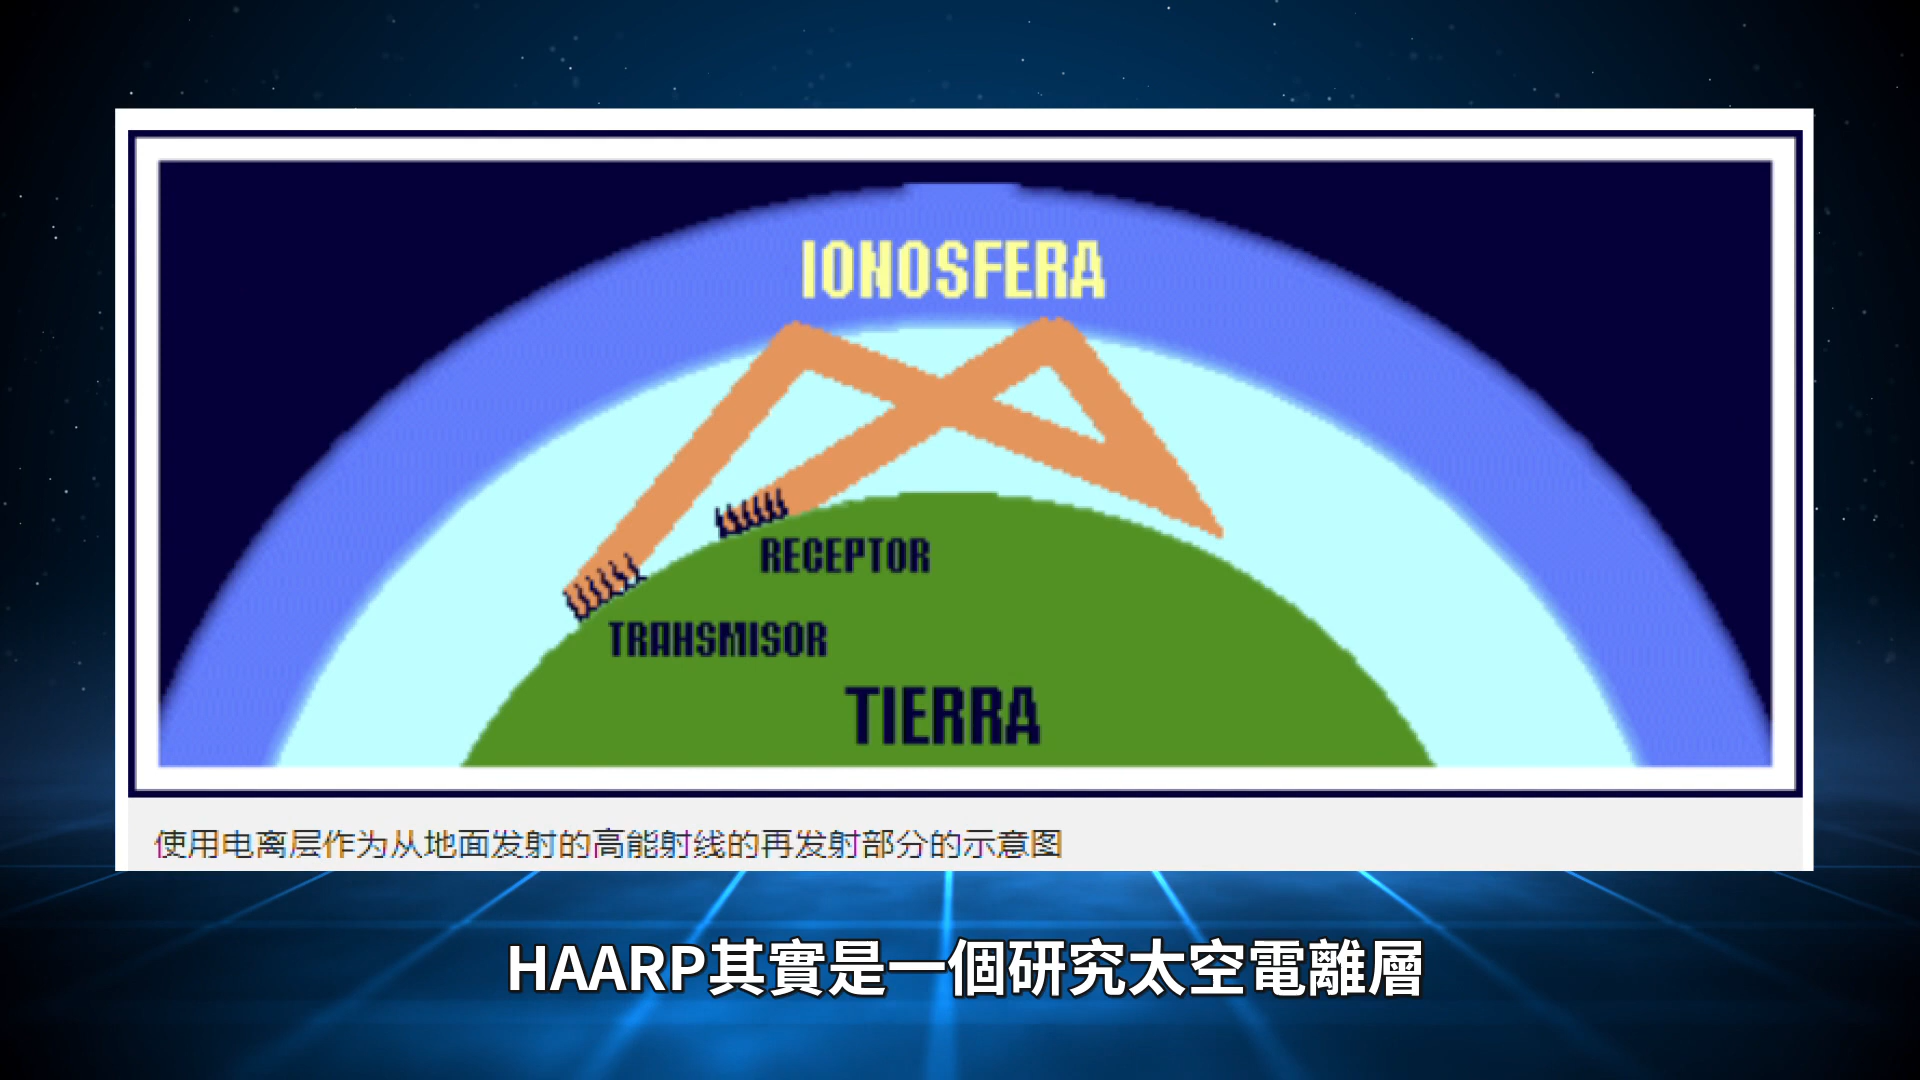 IONOSFERA
RECEPTOR
TRAHSMISOR
TIERRA
使用电离层作为从地面发射的高能射线的再发射部分的示意图
HAARP其實是一個研究太空電離層